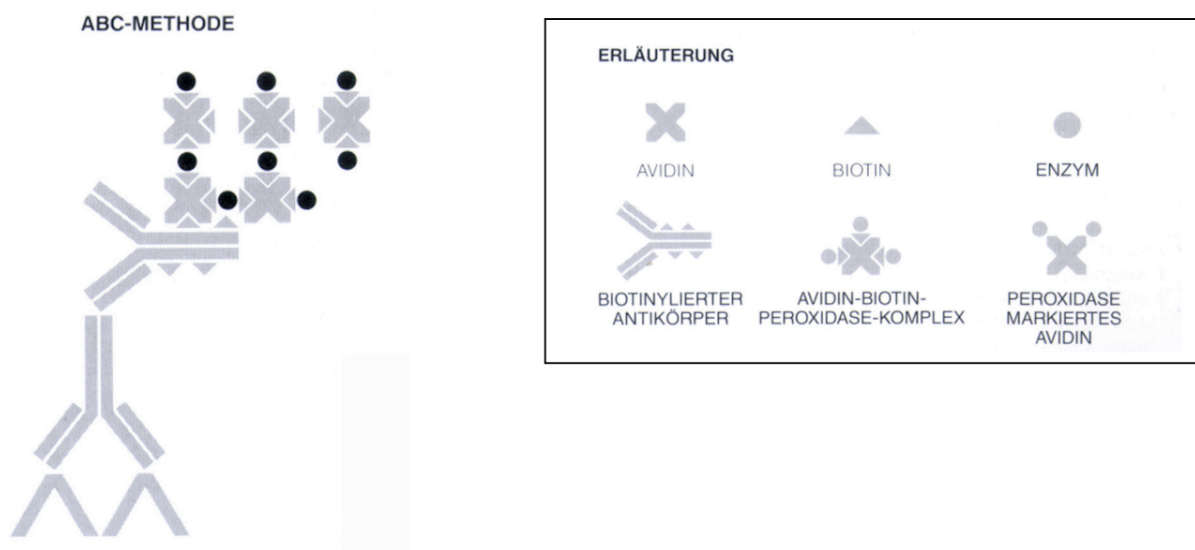 ABC-METHODE
ERLÄUTERUNG
AVIDIN
BIOTIN
ENZYM
BIOTINYLIERTER
ANTIKÖRPER
AVIDIN-BIOTIN-
PEROXIDASE-KOMPLEX
PEROXIDASE
MARKIERTES
AVIDIN